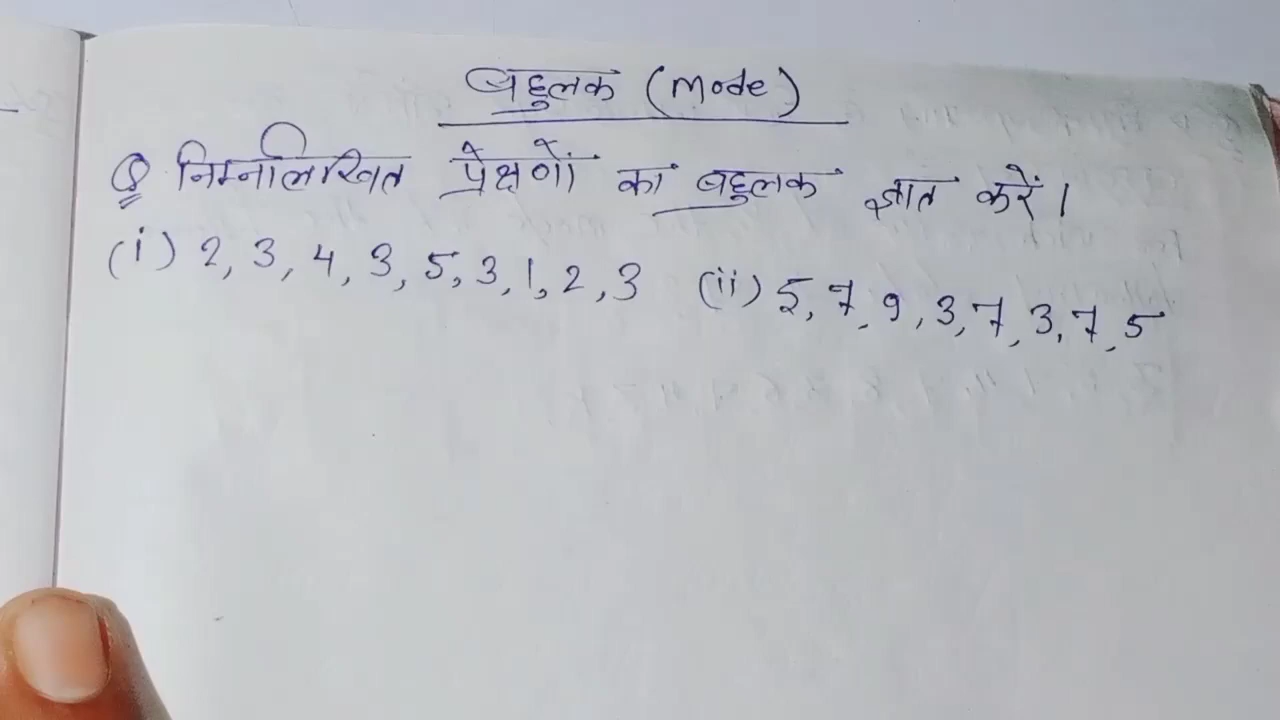 बहुलक (Mode)
Q निम्नलिखित प्रेक्षणों का बहुलक ज्ञात करें।
(i) 2, 3, 4, 3, 5, 3, 1, 2, 3 (ii) 5, 7, 9, 3, 7, 3, 7, 5